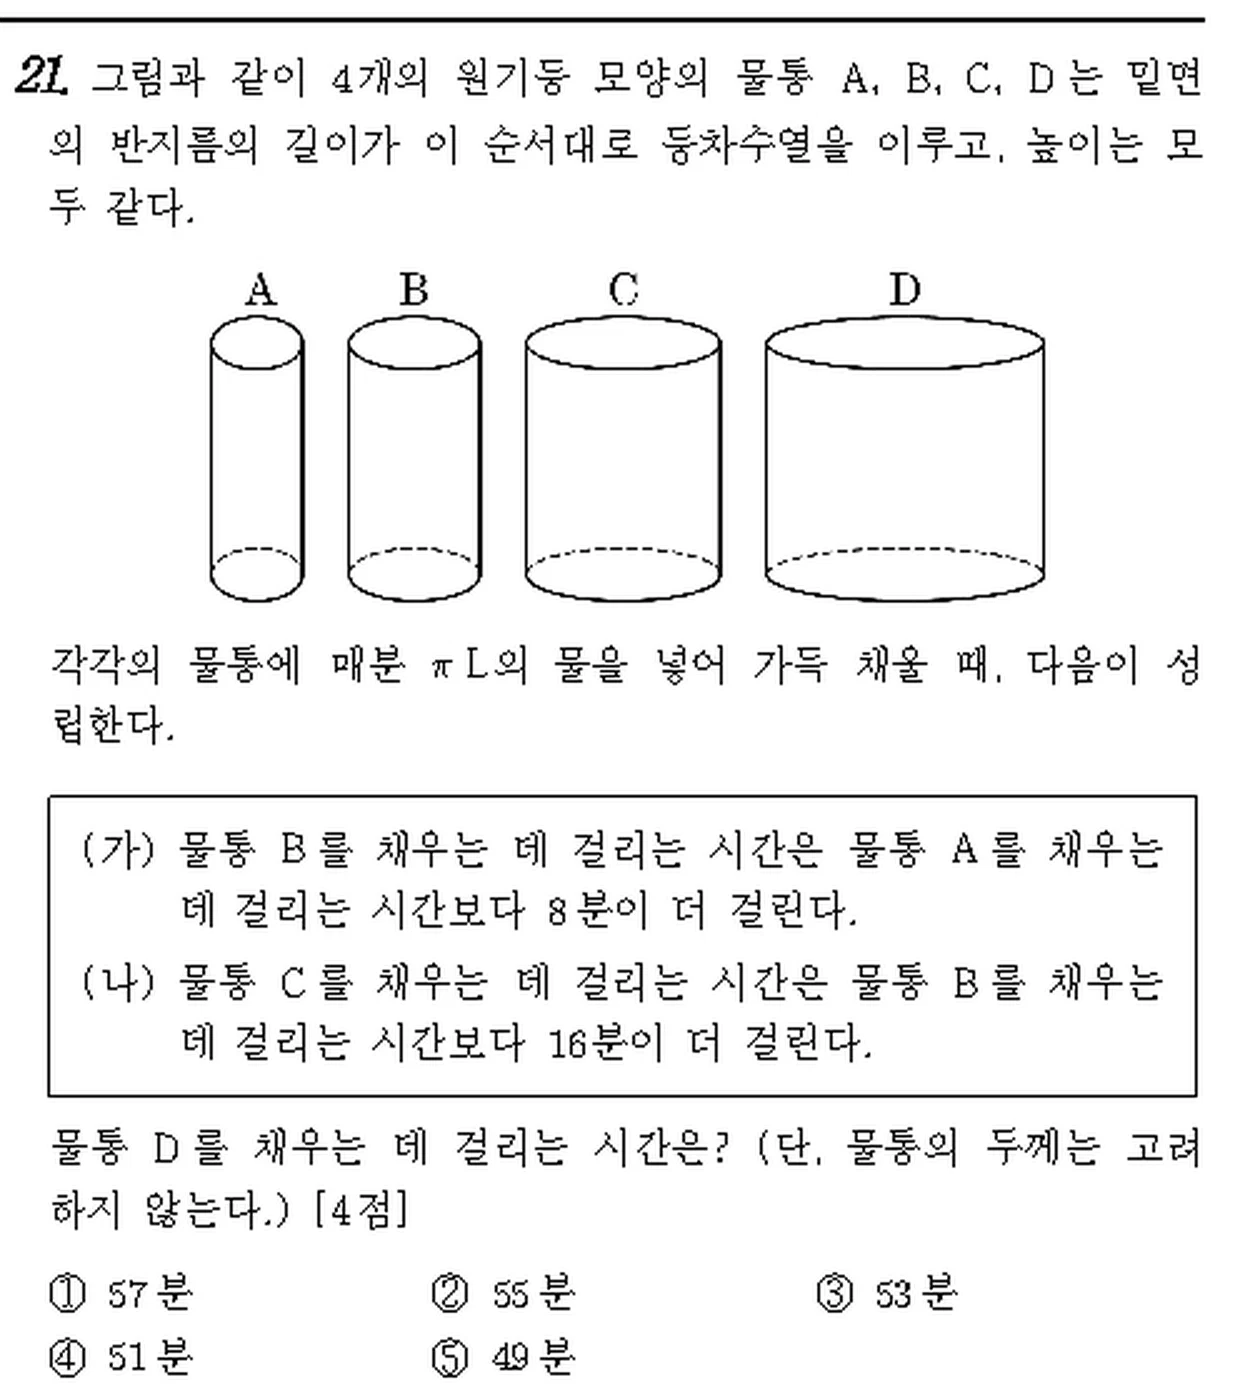 21. 그림과 같이 4개의 원기둥 모양의 물통 A, B, C, D는 밑면
의 반지름의 길이가 이 순서대로 등차수열을 이루고, 높이는 모
두 같다.
A B C D
각각의 물통에 매분 π L의 물을 넣어 가득 채울 때, 다음이 성
립한다.
(가) 물통 B를 채우는 데 걸리는 시간은 물통 A를 채우는
데 걸리는 시간보다 8분이 더 걸린다.
(나) 물통 C를 채우는 데 걸리는 시간은 물통 B를 채우는
데 걸리는 시간보다 16분이 더 걸린다.
물통 D를 채우는 데 걸리는 시간은? (단, 물통의 두께는 고려
하지 않는다.) [4점]
① 57분 ② 55분 ③ 53분
④ 51분 ⑤ 49분